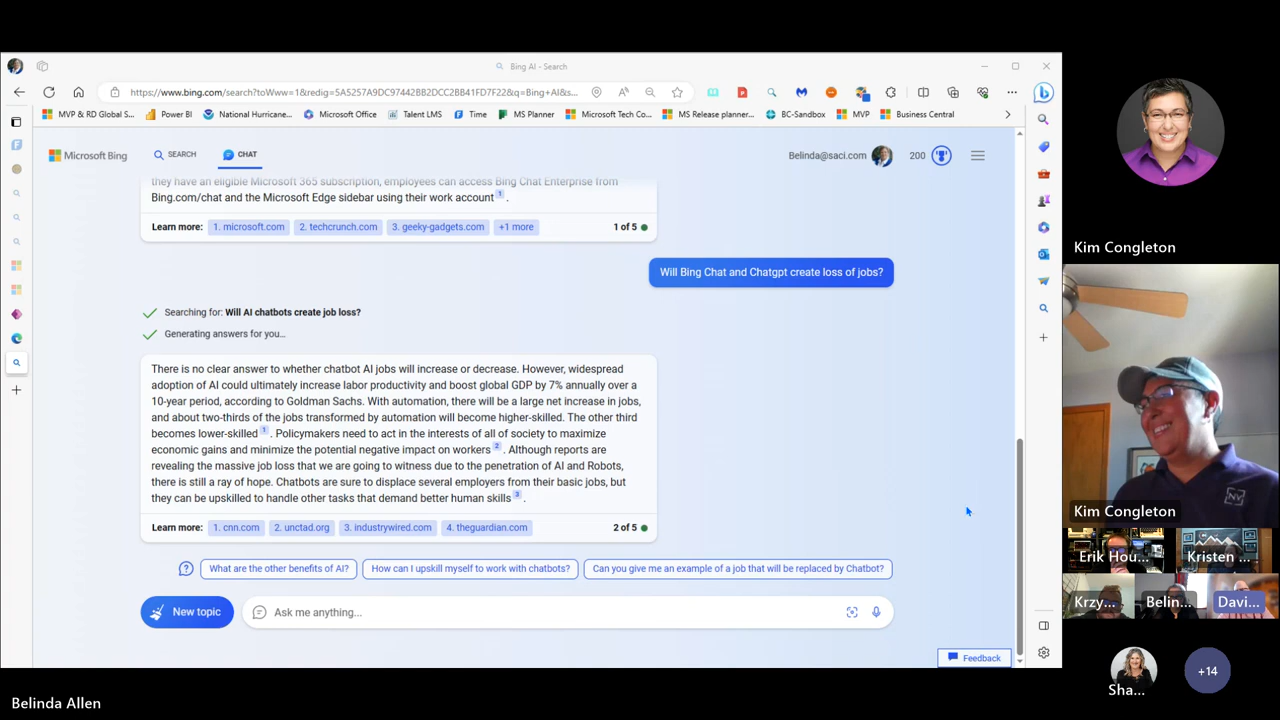 Bing AI - Search
https://www.bing.com/search?toWww=1&redig=5A5257A9DC97442BB2DCC2BB41FD7F22&q=Bing+AI&s...
MVP & RD Global S...
Power BI
National Hurricane...
Microsoft Office
Talent LMS
Time
MS Planner
Microsoft Tech Co...
MS Release planner...
BC-Sandbox
MVP
Business Central
Microsoft Bing
SEARCH
CHAT
Belinda@saci.com
200
they have an eligible Microsoft 365 subscription, employees can access Bing Chat Enterprise from
Bing.com/chat and the Microsoft Edge sidebar using their work account 1 .
Learn more: 1. microsoft.com 2. techcrunch.com 3. geeky-gadgets.com +1 more 1 of 5
Will Bing Chat and Chatgpt create loss of jobs?
Searching for: Will AI chatbots create job loss?
Generating answers for you...
There is no clear answer to whether chatbot AI jobs will increase or decrease. However, widespread
adoption of AI could ultimately increase labor productivity and boost global GDP by 7% annually over a
10-year period, according to Goldman Sachs. With automation, there will be a large net increase in jobs,
and about two-thirds of the jobs transformed by automation will become higher-skilled. The other third
becomes lower-skilled 1 . Policymakers need to act in the interests of all of society to maximize
economic gains and minimize the potential negative impact on workers 2 . Although reports are
revealing the massive job loss that we are going to witness due to the penetration of AI and Robots,
there is still a ray of hope. Chatbots are sure to displace several employers from their basic jobs, but
they can be upskilled to handle other tasks that demand better human skills 3 .
Learn more: 1. cnn.com 2. unctad.org 3. industrywired.com 4. theguardian.com 2 of 5
What are the other benefits of AI?
How can I upskill myself to work with chatbots?
Can you give me an example of a job that will be replaced by Chatbot?
New topic
Ask me anything...
Feedback
Belinda Allen
Kim Congleton
NV
Kim Congleton
Erik Hou...
Kristen ...
Krzy...
Belin...
Davi...
Sha...
+14